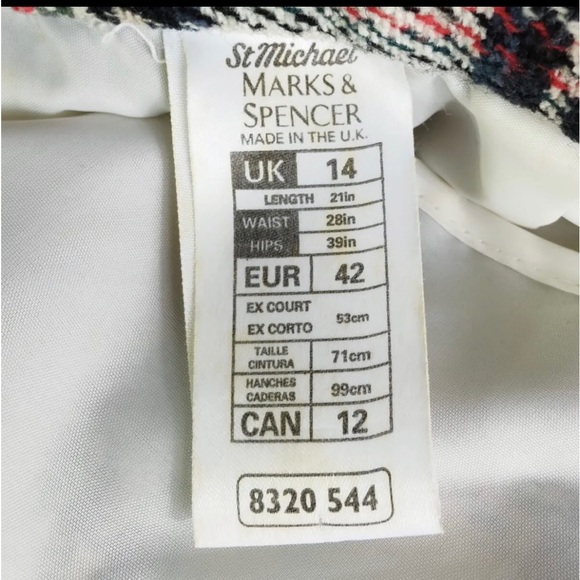 St Michael
MARKS &
SPENCER
MADE IN THE U.K.
UK 14
LENGTH 21in
WAIST 28in
HIPS 39in
EUR 42
EX COURT
EX CORTO 53cm
TAILLE
CINTURA 71cm
HANCHES
CADERAS 99cm
CAN 12
8320 544